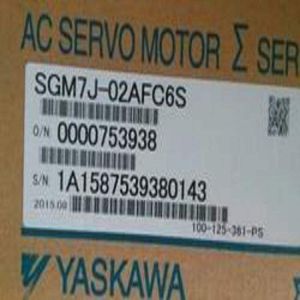 AC SERVO MOTOR Σ SER
SGM7J-02AFC6S
O/N 0000753938
S/N 1A1587539380143
2015.08
100-125-361-PS
YASKAWA